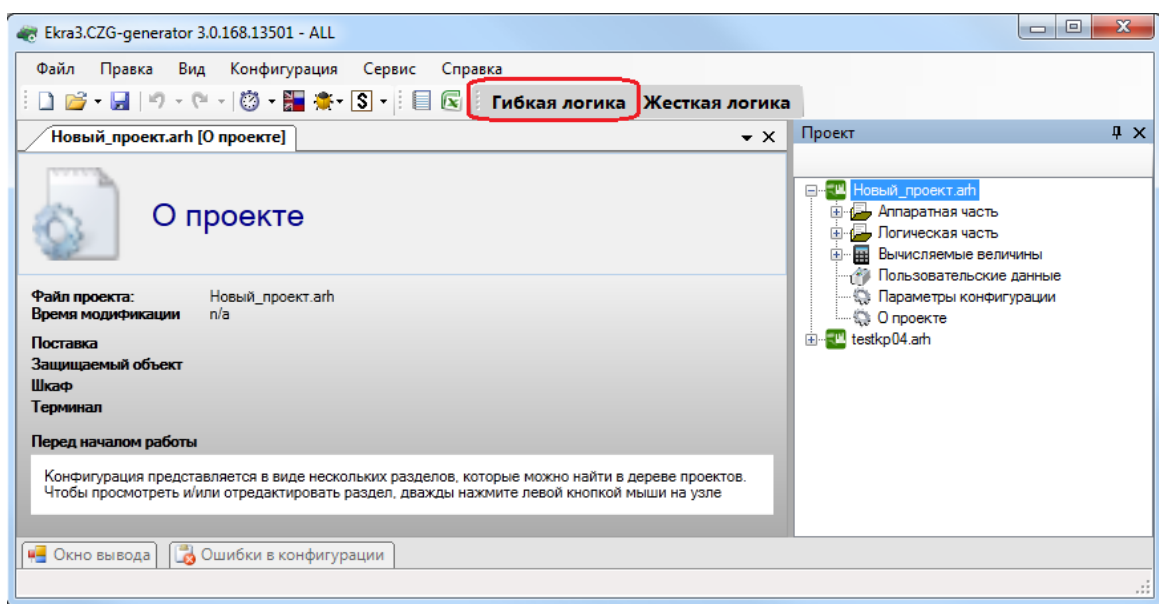 Ekra3.CZG-generator 3.0.168.13501 - ALL
Файл Правка Вид Конфигурация Сервис Справка
Гибкая логика Жесткая логика
Новый_проект.arh [О проекте]
Проект
О проекте
Файл проекта: Новый_проект.arh
Время модификации n/a
Поставка
Защищаемый объект
Шкаф
Терминал
Перед началом работы
Конфигурация представляется в виде нескольких разделов, которые можно найти в дереве проектов.
Чтобы просмотреть и/или отредактировать раздел, дважды нажмите левой кнопкой мыши на узле
Новый_проект.arh
Аппаратная часть
Логическая часть
Вычисляемые величины
Пользовательские данные
Параметры конфигурации
О проекте
testkp04.arh
Окно вывода Ошибки в конфигурации